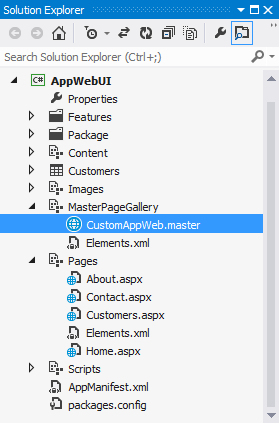 Solution Explorer
Search Solution Explorer (Ctrl+;)
C# AppWebUI
Properties
Features
Package
Content
Customers
Images
MasterPageGallery
CustomAppWeb.master
Elements.xml
Pages
About.aspx
Contact.aspx
Customers.aspx
Elements.xml
Home.aspx
Scripts
AppManifest.xml
packages.config